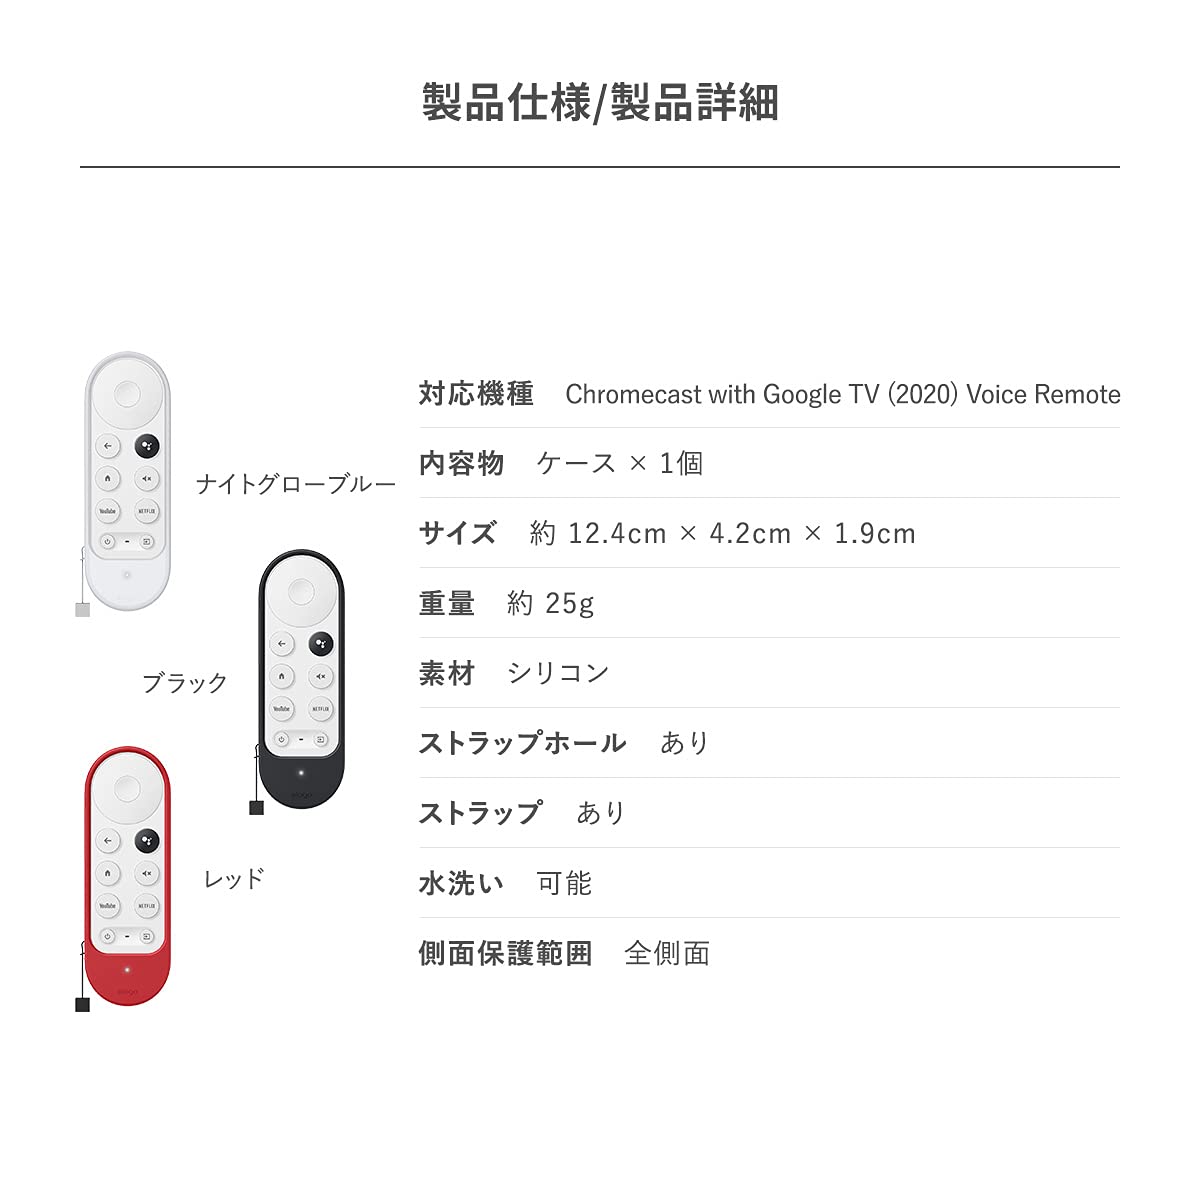 製品仕様/製品詳細
対応機種 Chromecast with Google TV (2020) Voice Remote
内容物 ケース × 1個
サイズ 約 12.4cm × 4.2cm × 1.9cm
重量 約 25g
素材 シリコン
ストラップホール あり
ストラップ あり
水洗い 可能
側面保護範囲 全側面
ナイトグローブルー
YouTube NETFLIX
ブラック
YouTube NETFLIX
elago
レッド
YouTube NETFLIX
elago